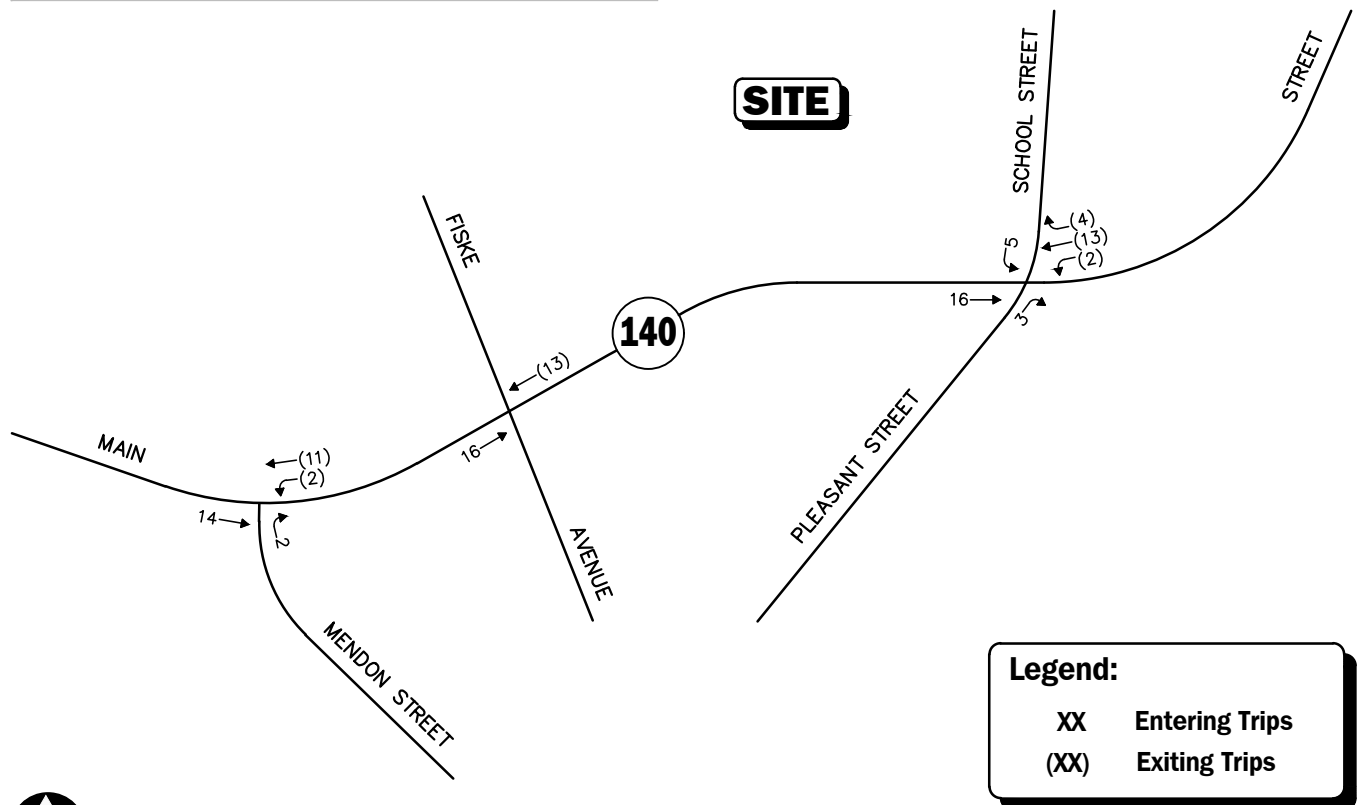 SCHOOL STREET
STREET
SITE
FISKE
(4)
(13)
(2)
5
16
3
140
(13)
16
MAIN
(11)
(2)
14
2
PLEASANT STREET
AVENUE
MENDON STREET
Legend:
XX Entering Trips
(XX) Exiting Trips